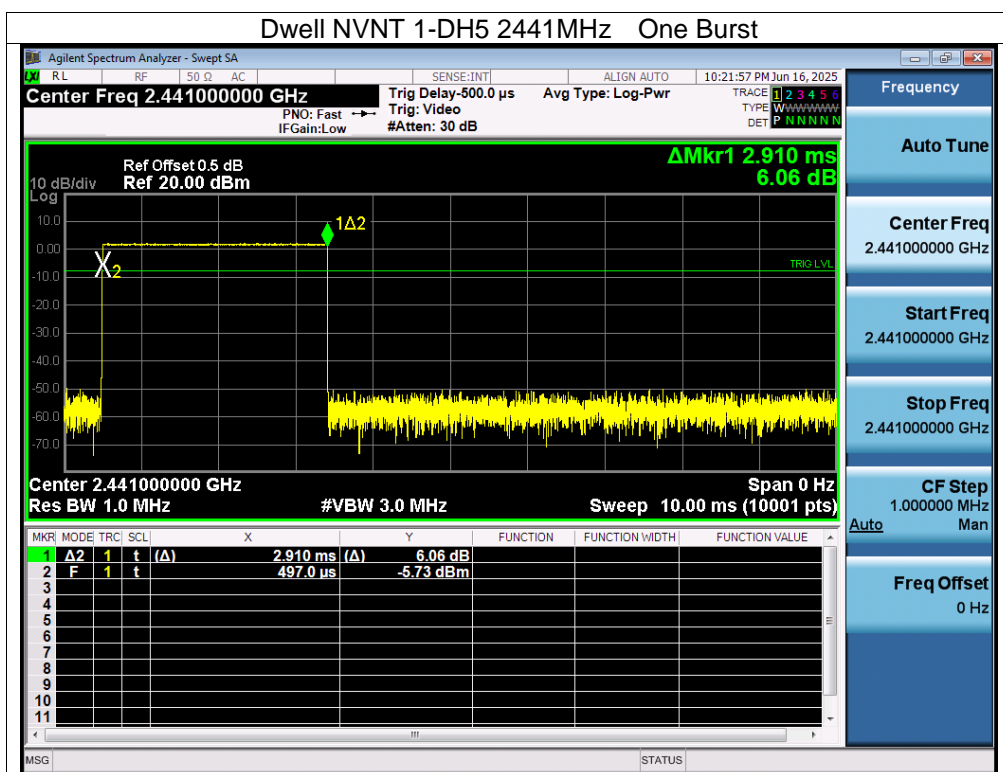 Dwell NVNT 1-DH5 2441MHz One Burst
Agilent Spectrum Analyzer - Swept SA
LXI RL RF 50 Ω AC SENSE:INT ALIGN AUTO 10:21:57 PM Jun 16, 2025
Center Freq 2.441000000 GHz
PNO: Fast
IFGain:Low
Trig Delay-500.0 µs
Trig: Video
#Atten: 30 dB
Avg Type: Log-Pwr
TRACE 1 2 3 4 5 6
TYPE WWWWWWW
DET P N N N N N
Frequency
Auto Tune
Center Freq
2.441000000 GHz
Start Freq
2.441000000 GHz
Stop Freq
2.441000000 GHz
CF Step
1.000000 MHz
Auto Man
Freq Offset
0 Hz
ΔMkr1 2.910 ms
6.06 dB
Ref Offset 0.5 dB
10 dB/div Ref 20.00 dBm
Log
10.0
0.00
-10.0
-20.0
-30.0
-40.0
-50.0
-60.0
-70.0
1Δ2
X2
TRIG LVL
Center 2.441000000 GHz Span 0 Hz
Res BW 1.0 MHz #VBW 3.0 MHz Sweep 10.00 ms (10001 pts)
MKR MODE TRC SCL X Y FUNCTION FUNCTION WIDTH FUNCTION VALUE
1 Δ2 1 t (Δ) 2.910 ms (Δ) 6.06 dB
2 F 1 t 497.0 µs -5.73 dBm
3
4
5
6
7
8
9
10
11
MSG STATUS